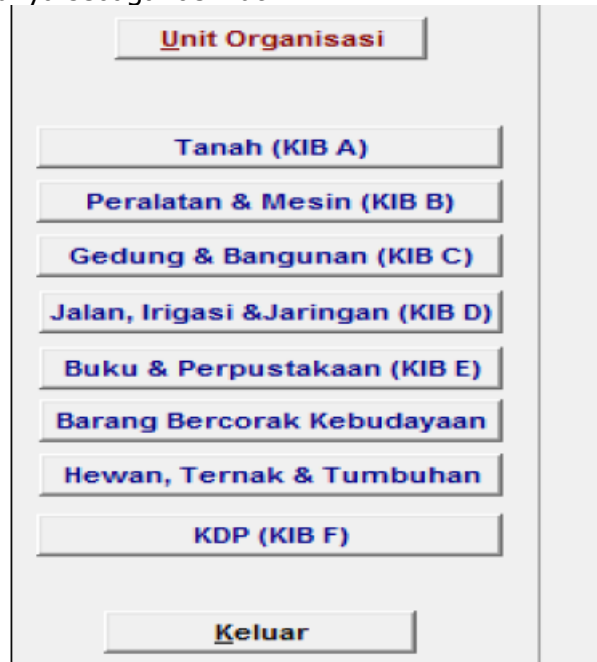 Unit Organisasi
Tanah (KIB A)
Peralatan & Mesin (KIB B)
Gedung & Bangunan (KIB C)
Jalan, Irigasi &Jaringan (KIB D)
Buku & Perpustakaan (KIB E)
Barang Bercorak Kebudayaan
Hewan, Ternak & Tumbuhan
KDP (KIB F)
Keluar